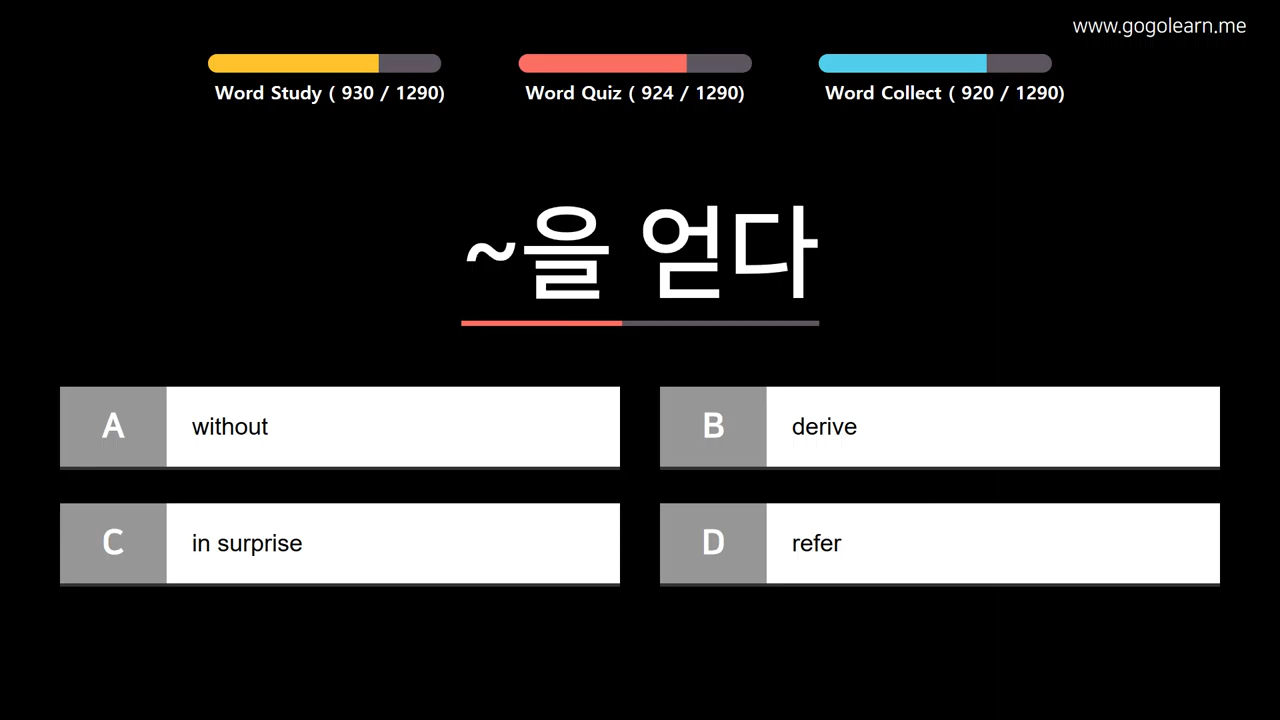 www.gogolearn.me
Word Study ( 930 / 1290)
Word Quiz ( 924 / 1290)
Word Collect ( 920 / 1290)
~을 얻다
A without
B derive
C in surprise
D refer